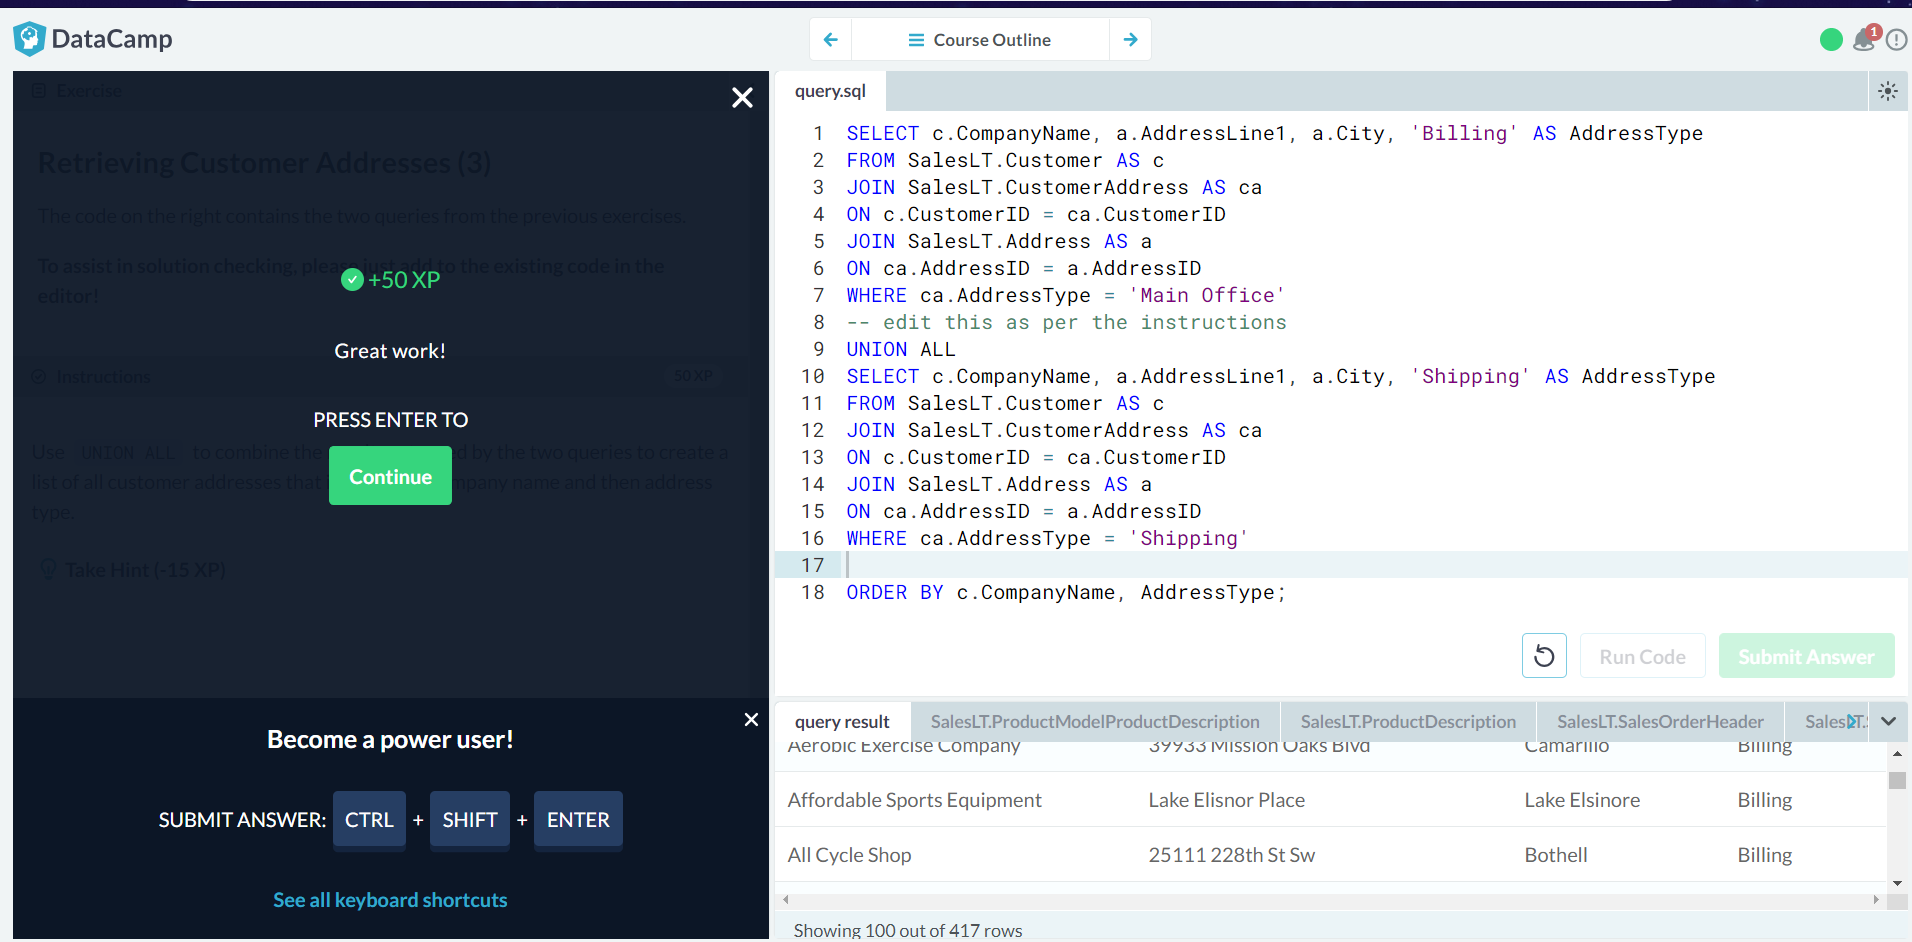 DataCamp
Course Outline
1
Exercise
Retrieving Customer Addresses (3)
The code on the right contains the two queries from the previous exercises.
To assist in solution checking, please just add to the existing code in the
editor!
+50 XP
Great work!
Instructions
50 XP
PRESS ENTER TO
Use UNION ALL to combine the d by the two queries to create a
list of all customer addresses that mpany name and then address
type.
Continue
Take Hint (-15 XP)
Become a power user!
SUBMIT ANSWER: CTRL + SHIFT + ENTER
See all keyboard shortcuts
query.sql
1 SELECT c.CompanyName, a.AddressLine1, a.City, 'Billing' AS AddressType
2 FROM SalesLT.Customer AS c
3 JOIN SalesLT.CustomerAddress AS ca
4 ON c.CustomerID = ca.CustomerID
5 JOIN SalesLT.Address AS a
6 ON ca.AddressID = a.AddressID
7 WHERE ca.AddressType = 'Main Office'
8 -- edit this as per the instructions
9 UNION ALL
10 SELECT c.CompanyName, a.AddressLine1, a.City, 'Shipping' AS AddressType
11 FROM SalesLT.Customer AS c
12 JOIN SalesLT.CustomerAddress AS ca
13 ON c.CustomerID = ca.CustomerID
14 JOIN SalesLT.Address AS a
15 ON ca.AddressID = a.AddressID
16 WHERE ca.AddressType = 'Shipping'
17
18 ORDER BY c.CompanyName, AddressType;
Run Code
Submit Answer
query result SalesLT.ProductModelProductDescription SalesLT.ProductDescription SalesLT.SalesOrderHeader
Aerobic Exercise Company 39933 Mission Oaks Blvd Camarillo Billing
Affordable Sports Equipment Lake Elisnor Place Lake Elsinore Billing
All Cycle Shop 25111 228th St Sw Bothell Billing
Showing 100 out of 417 rows